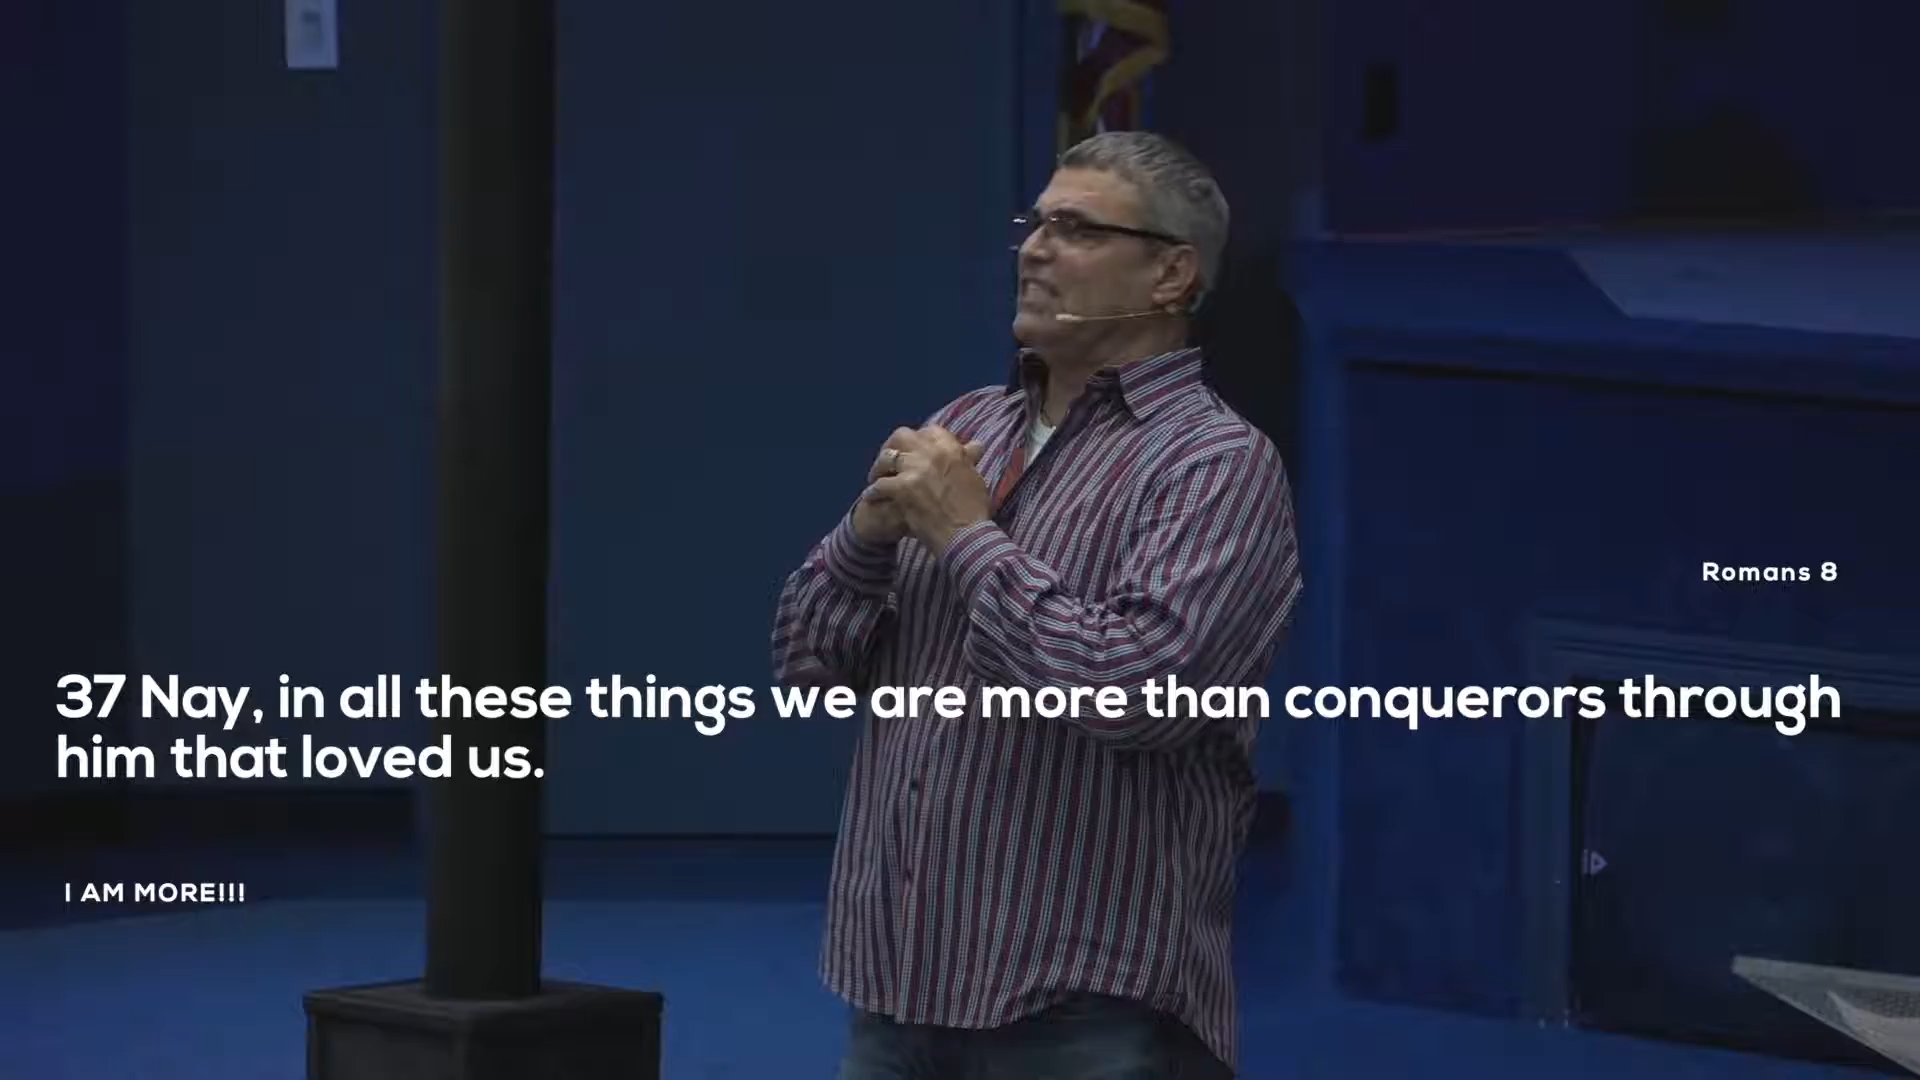 Romans 8
37 Nay, in all these things we are more than conquerors through
him that loved us.
I AM MORE!!!